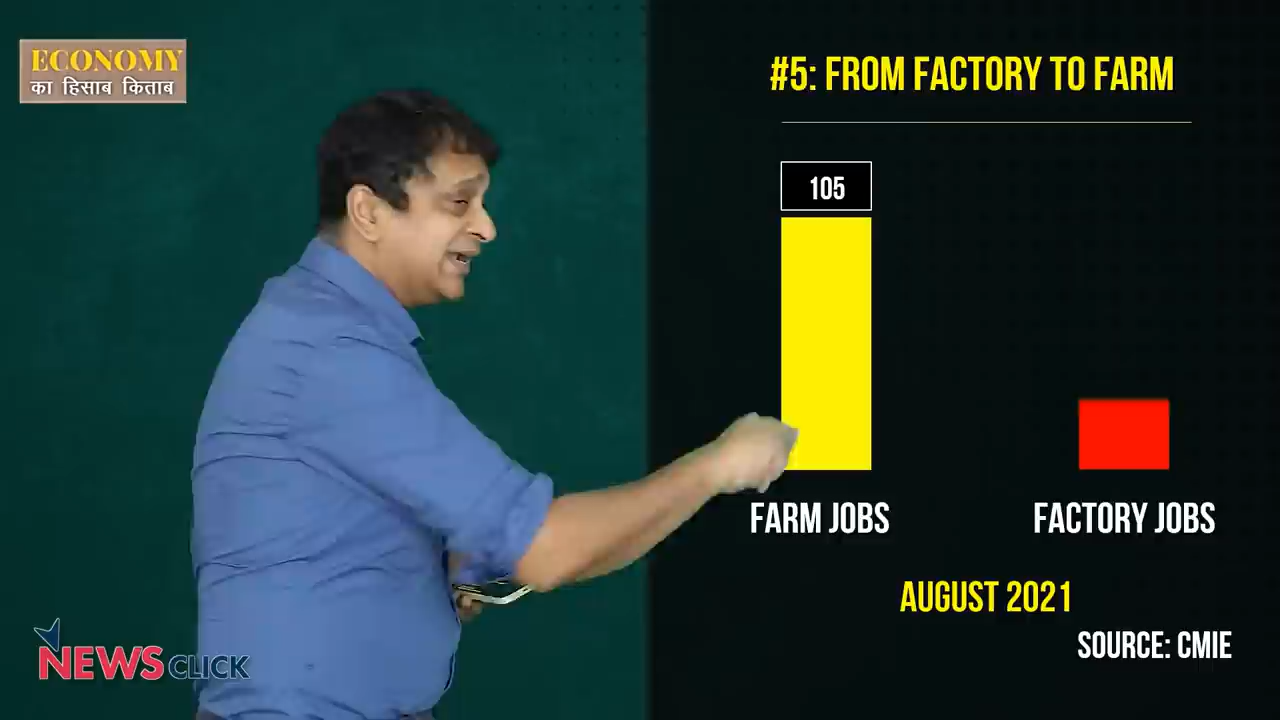 ECONOMY
का हिसाब किताब
#5: FROM FACTORY TO FARM
105
FARM JOBS
FACTORY JOBS
AUGUST 2021
SOURCE: CMIE
NEWSCLICK